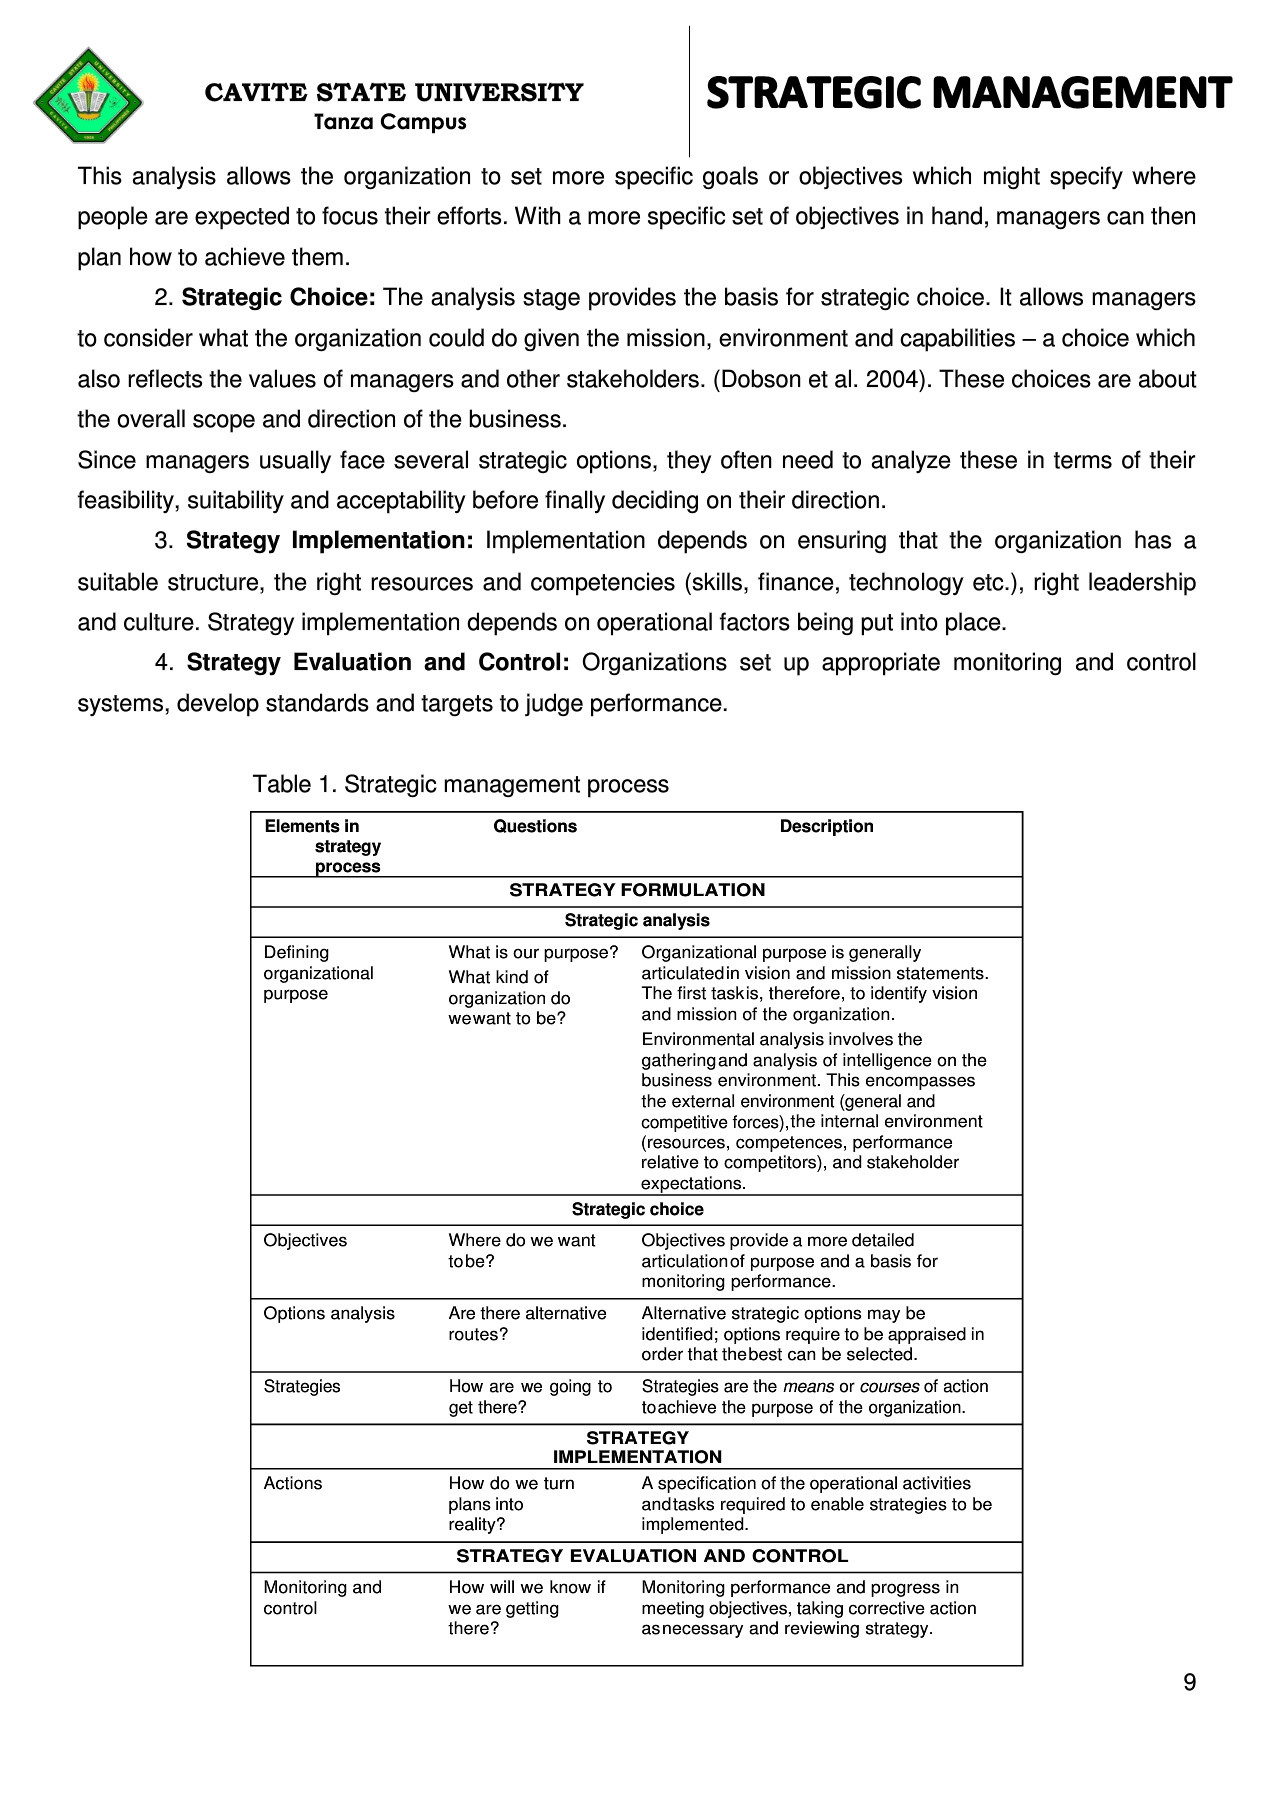 CAVITE STATE UNIVERSITY
Tanza Campus
STRATEGIC MANAGEMENT
This analysis allows the organization to set more specific goals or objectives which might specify where
people are expected to focus their efforts. With a more specific set of objectives in hand, managers can then
plan how to achieve them.
2. Strategic Choice: The analysis stage provides the basis for strategic choice. It allows managers
to consider what the organization could do given the mission, environment and capabilities – a choice which
also reflects the values of managers and other stakeholders. (Dobson et al. 2004). These choices are about
the overall scope and direction of the business.
Since managers usually face several strategic options, they often need to analyze these in terms of their
feasibility, suitability and acceptability before finally deciding on their direction.
3. Strategy Implementation: Implementation depends on ensuring that the organization has a
suitable structure, the right resources and competencies (skills, finance, technology etc.), right leadership
and culture. Strategy implementation depends on operational factors being put into place.
4. Strategy Evaluation and Control: Organizations set up appropriate monitoring and control
systems, develop standards and targets to judge performance.
Table 1. Strategic management process
Elements in
strategy
process
Questions
Description
STRATEGY FORMULATION
Strategic analysis
Defining
organizational
purpose
What is our purpose?
What kind of
organization do
wewant to be?
Organizational purpose is generally
articulatedin vision and mission statements.
The first taskis, therefore, to identify vision
and mission of the organization.
Environmental analysis involves the
gatheringand analysis of intelligence on the
business environment. This encompasses
the external environment (general and
competitive forces),the internal environment
(resources, competences, performance
relative to competitors), and stakeholder
expectations.
Strategic choice
Objectives
Where do we want
tobe?
Objectives provide a more detailed
articulationof purpose and a basis for
monitoring performance.
Options analysis
Are there alternative
routes?
Alternative strategic options may be
identified; options require to be appraised in
order that thebest can be selected.
Strategies
How are we going to
get there?
Strategies are the means or courses of action
toachieve the purpose of the organization.
STRATEGY
IMPLEMENTATION
Actions
How do we turn
plans into
reality?
A specification of the operational activities
andtasks required to enable strategies to be
implemented.
STRATEGY EVALUATION AND CONTROL
Monitoring and
control
How will we know if
we are getting
there?
Monitoring performance and progress in
meeting objectives, taking corrective action
asnecessary and reviewing strategy.
9